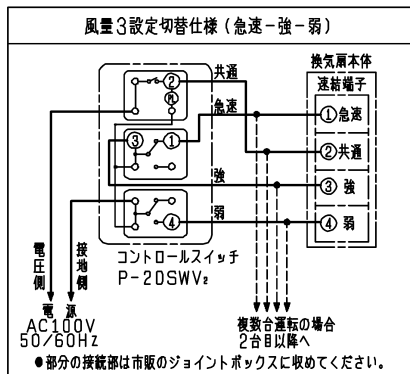 風量3設定切替仕様(急速-強-弱)
換気扇本体
速結端子
共通
急速
強
弱
②
PL
③
①
④
①急速
②共通
③ 強
④ 弱
コントロールスイッチ
P-20SWV₂
電圧側
接地側
電源
AC100V
50/60Hz
複数台運転の場合
2台目以降へ
●部分の接続部は市販のジョイントボックスに収めてください。